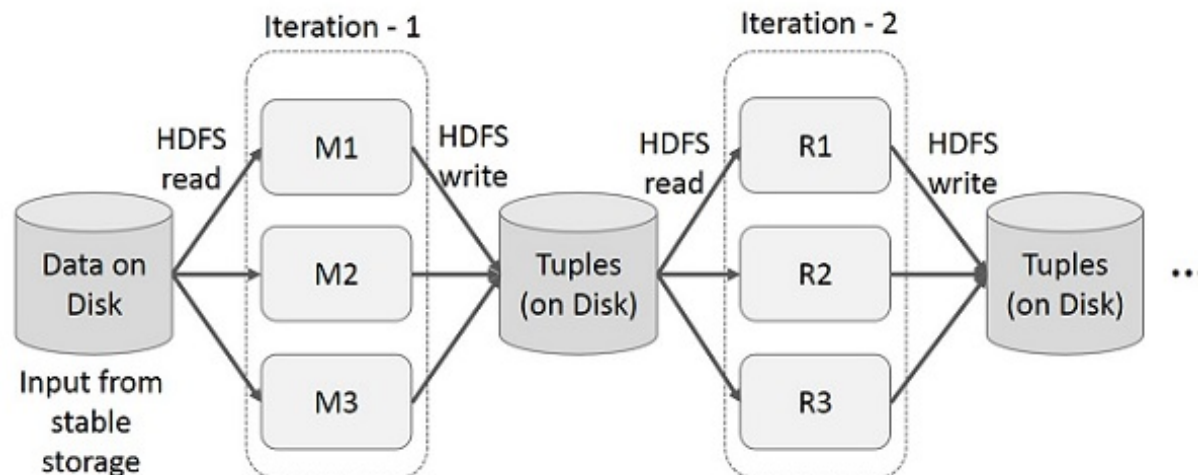 Iteration - 1
Iteration - 2
HDFS
read
M1
HDFS
write
HDFS
read
R1
HDFS
write
Data on
Disk
M2
Tuples
(on Disk)
R2
Tuples
(on Disk)
...
Input from
stable
storage
M3
R3